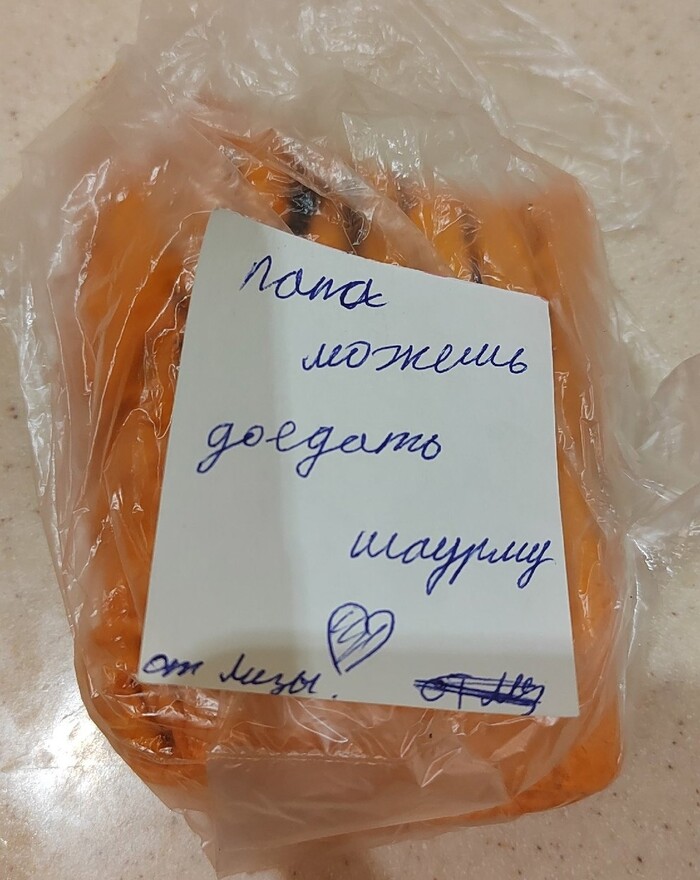 папа
можешь
доедать
шаурму
от Лизы.